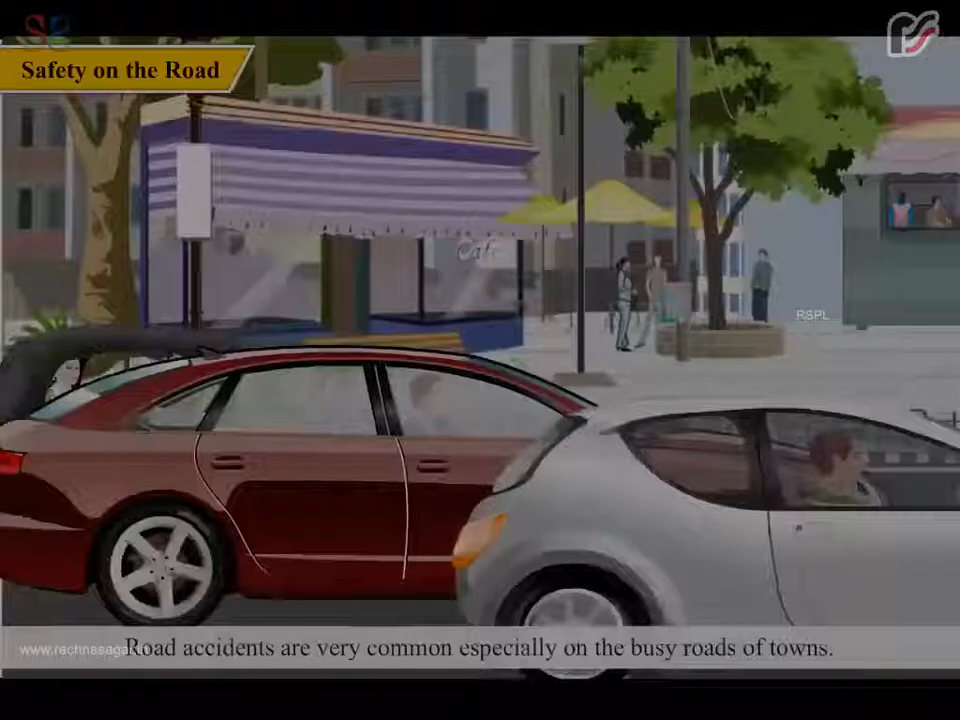 Safety on the Road
Café
RSPL
www.rachnasagar.in
Road accidents are very common especially on the busy roads of towns.